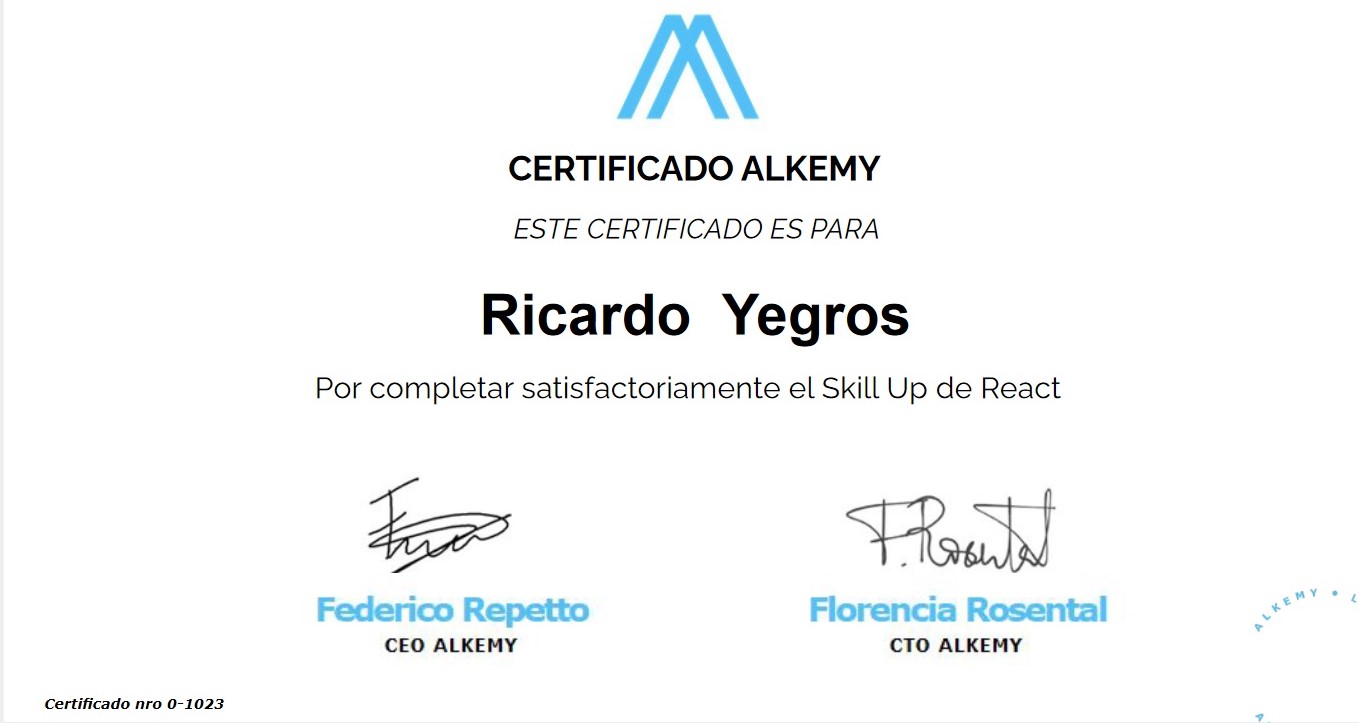 CERTIFICADO ALKEMY
ESTE CERTIFICADO ES PARA
Ricardo Yegros
Por completar satisfactoriamente el Skill Up de React
F. Rosental
Federico Repetto
Florencia Rosental
CEO ALKEMY
CTO ALKEMY
ALKEMY •
Certificado nro 0-1023